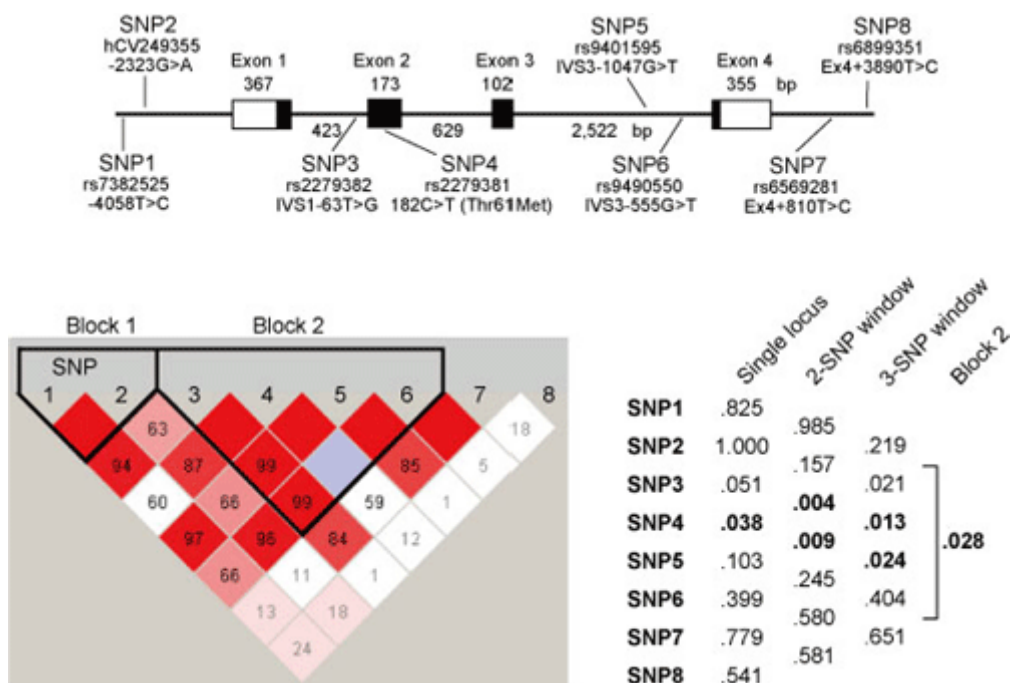 SNP2
hCV249355
-2323G>A
Exon 1
367
Exon 2
173
Exon 3
102
SNP5
rs9401595
IVS3-1047G>T
Exon 4
355 bp
SNP8
rs6899351
Ex4+3890T>C
423
629
2,522 bp
SNP1
rs7382525
-4058T>C
SNP3
rs2279382
IVS1-63T>G
SNP4
rs2279381
182C>T (Thr61Met)
SNP6
rs9490550
IVS3-555G>T
SNP7
rs6569281
Ex4+810T>C
Block 1 Block 2
SNP
1 2 3 4 5 6 7 8
63 18
94 87 99 85 5
60 66 99 59 1
97 96 84 12
66 11 1
13 18
24
Single locus 2-SNP window 3-SNP window Block 2
SNP1 .825
.985
SNP2 1.000 .219
.157
SNP3 .051 .021
.004
SNP4 .038 .013
.009 .028
SNP5 .103 .024
.245
SNP6 .399 .404
.580
SNP7 .779 .651
.581
SNP8 .541